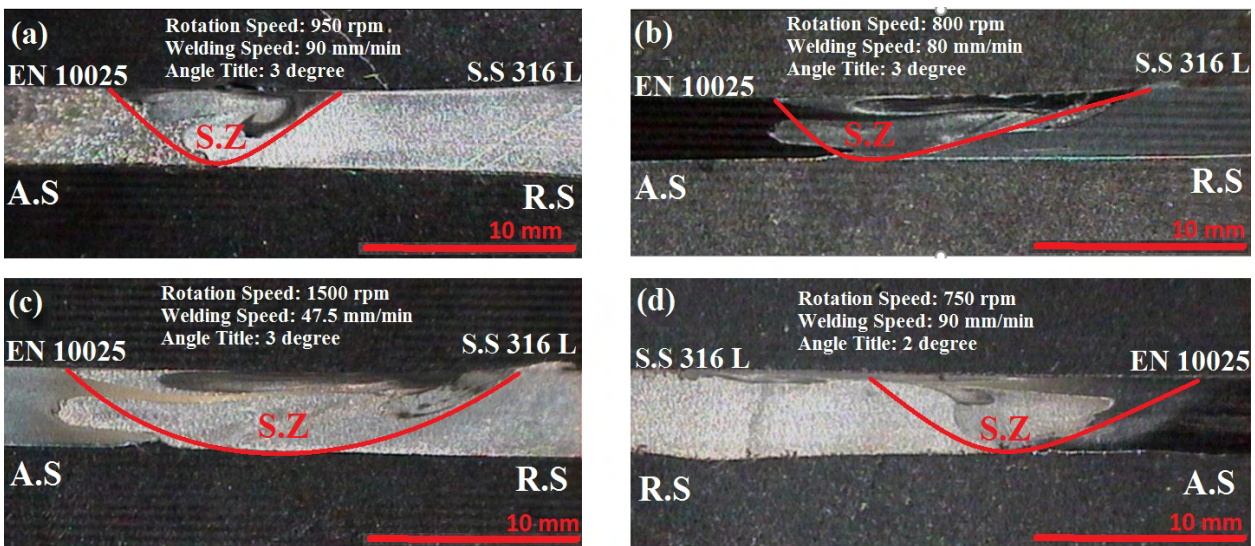 (a)
Rotation Speed: 950 rpm
Welding Speed: 90 mm/min
Angle Title: 3 degree
EN 10025
S.S 316 L
S.Z
A.S
R.S
10 mm
(b)
Rotation Speed: 800 rpm
Welding Speed: 80 mm/min
Angle Title: 3 degree
EN 10025
S.S 316 L
S.Z
A.S
R.S
10 mm
(c)
Rotation Speed: 1500 rpm
Welding Speed: 47.5 mm/min
Angle Title: 3 degree
EN 10025
S.S 316 L
S.Z
A.S
R.S
10 mm
(d)
Rotation Speed: 750 rpm
Welding Speed: 90 mm/min
Angle Title: 2 degree
S.S 316 L
EN 10025
S.Z
R.S
A.S
10 mm